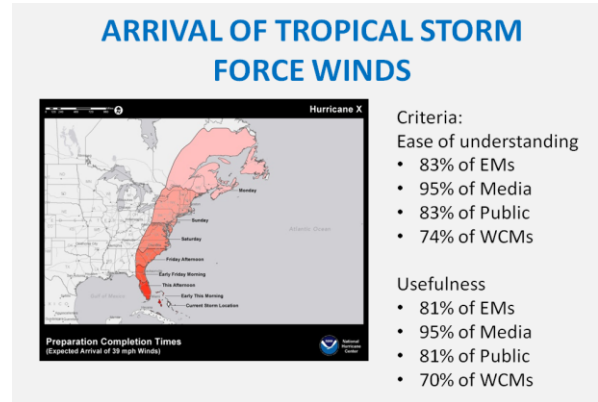 ARRIVAL OF TROPICAL STORM
FORCE WINDS
Hurricane X
Monday
Sunday
Saturday
Friday Afternoon
Early Friday Morning
This Afternoon
Early This Morning
Current Storm Location
Atlantic Ocean
Gulf of Mexico
Preparation Completion Times
(Expected Arrival of 39 mph Winds)
National
Hurricane
Center
Criteria:
Ease of understanding
• 83% of EMs
• 95% of Media
• 83% of Public
• 74% of WCMs
Usefulness
• 81% of EMs
• 95% of Media
• 81% of Public
• 70% of WCMs